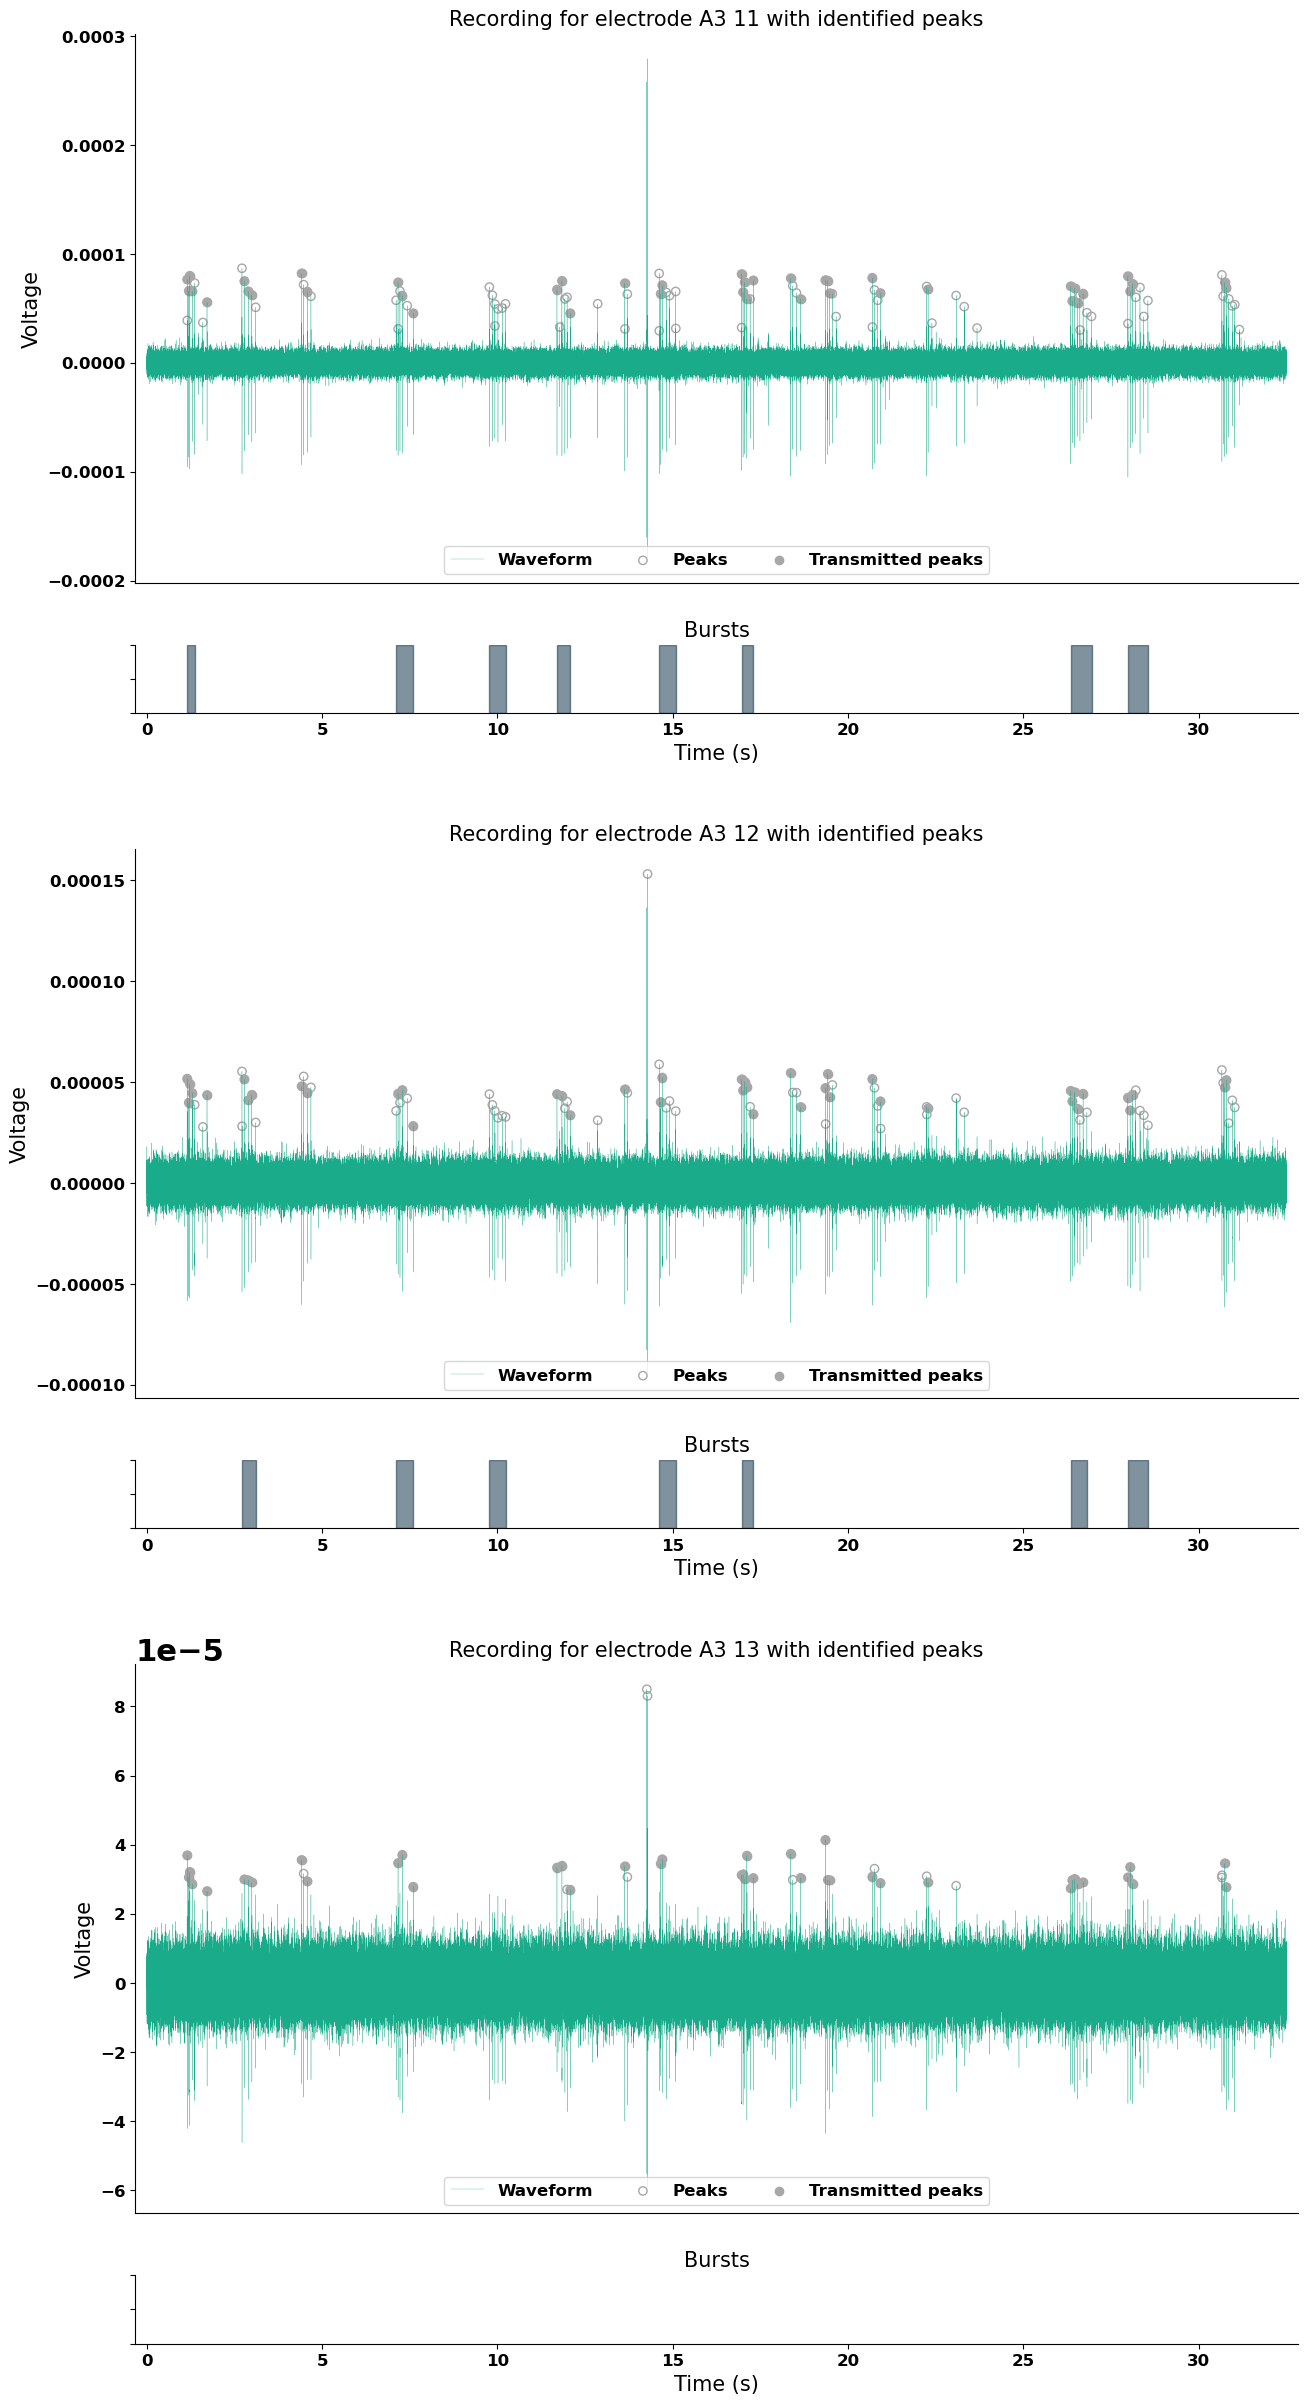 Recording for electrode A3 11 with identified peaks
0.0003
0.0002
0.0001
0.0000
−0.0001
−0.0002
Voltage
Waveform Peaks Transmitted peaks
Bursts
0 5 10 15 20 25 30
Time (s)
Recording for electrode A3 12 with identified peaks
0.00015
0.00010
0.00005
0.00000
−0.00005
−0.00010
Voltage
Waveform Peaks Transmitted peaks
Bursts
0 5 10 15 20 25 30
Time (s)
1e−5
Recording for electrode A3 13 with identified peaks
8
6
4
2
0
−2
−4
−6
Voltage
Waveform Peaks Transmitted peaks
Bursts
0 5 10 15 20 25 30
Time (s)